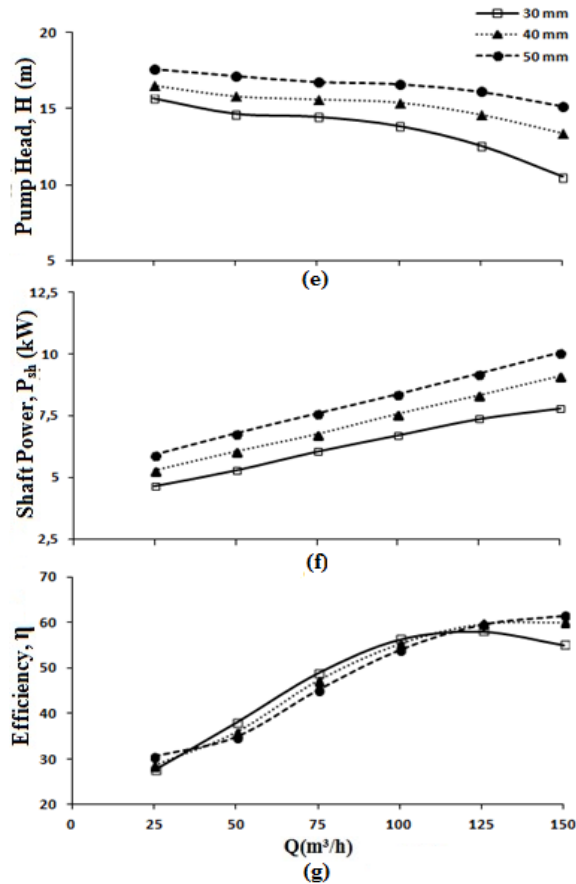 30 mm
40 mm
50 mm
20
15
10
5
Pump Head, H (m)
(e)
12,5
10
7,5
5
2,5
Shaft Power, Psh (kW)
(f)
70
60
50
40
30
20
Efficiency, η
0 25 50 75 100 125 150
Q(m³/h)
(g)